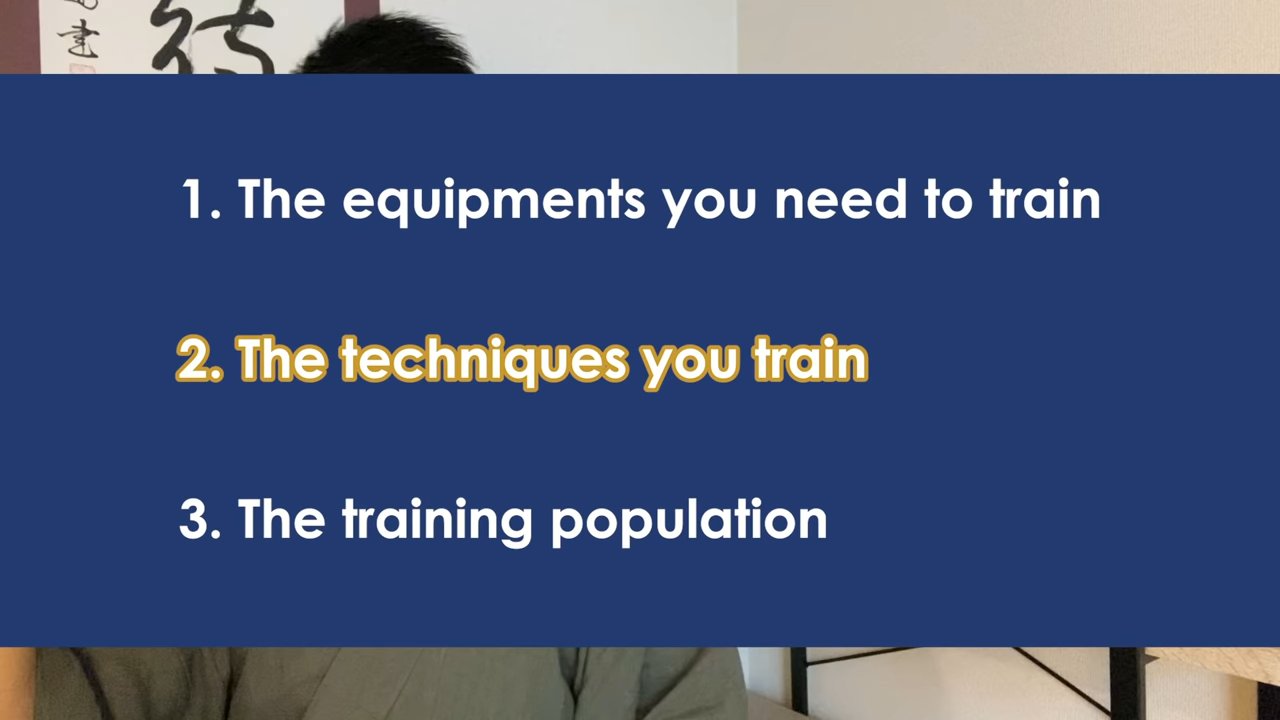 1. The equipments you need to train
2. The techniques you train
3. The training population